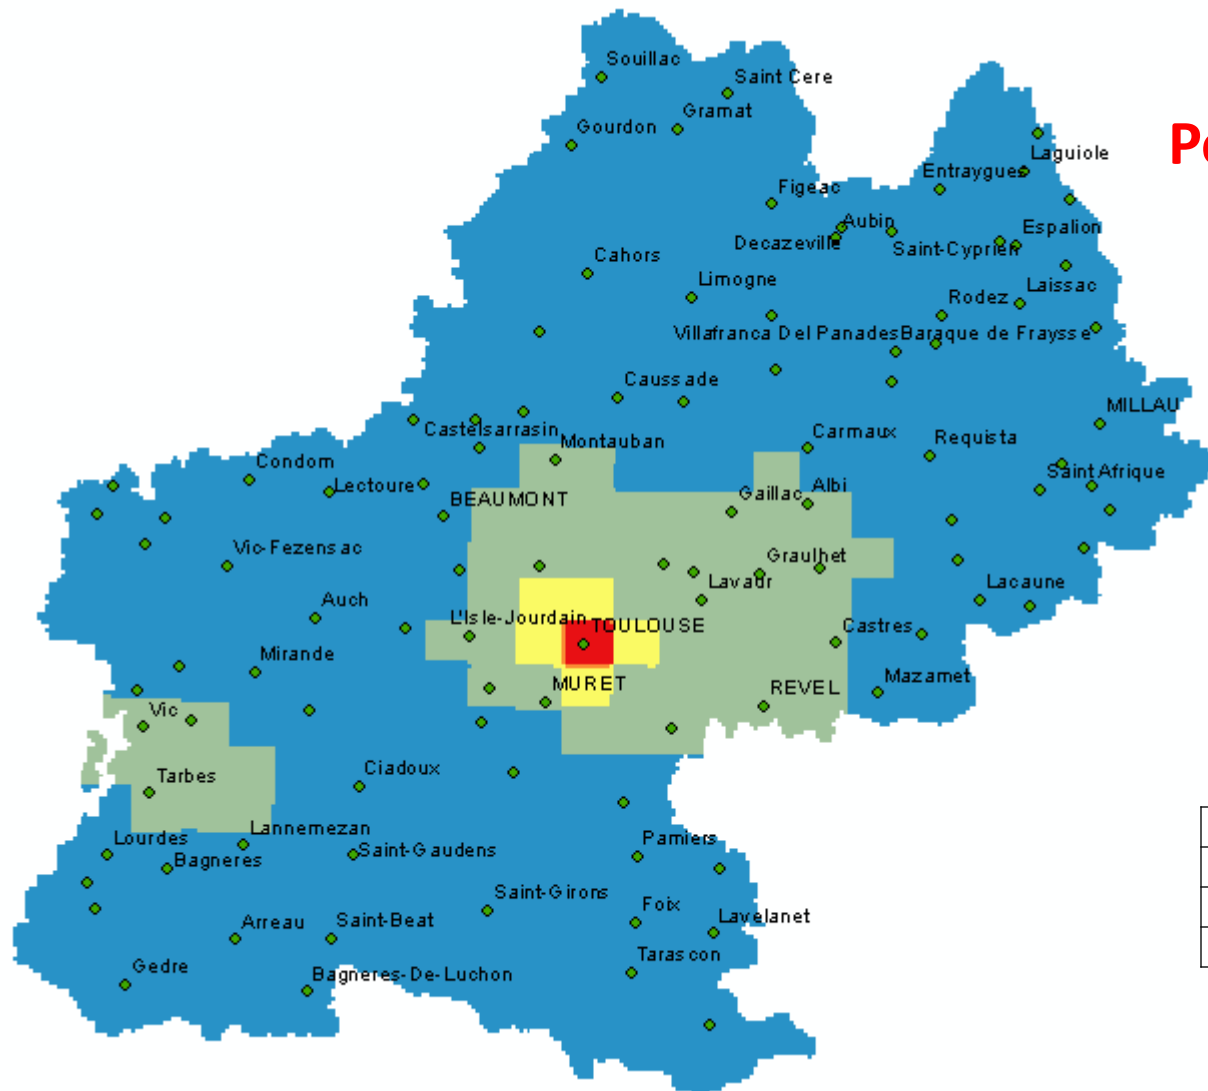 Souillac
Saint Cere
Gramat
Gourdon
Laguiole
Entraygues
Figeac
Aubin
Espalion
Decazeville
Saint-Cyprien
Cahors
Limogne
Laissac
Rodez
Villafranca Del Panades
Baraque de Fraysse
Caussade
MILLAU
Castelsarrasin
Montauban
Carmaux
Requista
Condom
Saint Afrique
Lectoure
BEAUMONT
Gaillac
Albi
Vic-Fezensac
Graulhet
Lavaur
Lacaune
Auch
L'Isle-Jourdain
TOULOUSE
Castres
Mirande
MURET
REVEL
Mazamet
Vic
Tarbes
Ciadoux
Lannemezan
Lourdes
Bagneres
Saint-Gaudens
Pamiers
Saint-Girons
Foix
Arreau
Saint-Beat
Lavelanet
Gedre
Bagneres-De-Luchon
Tarascon